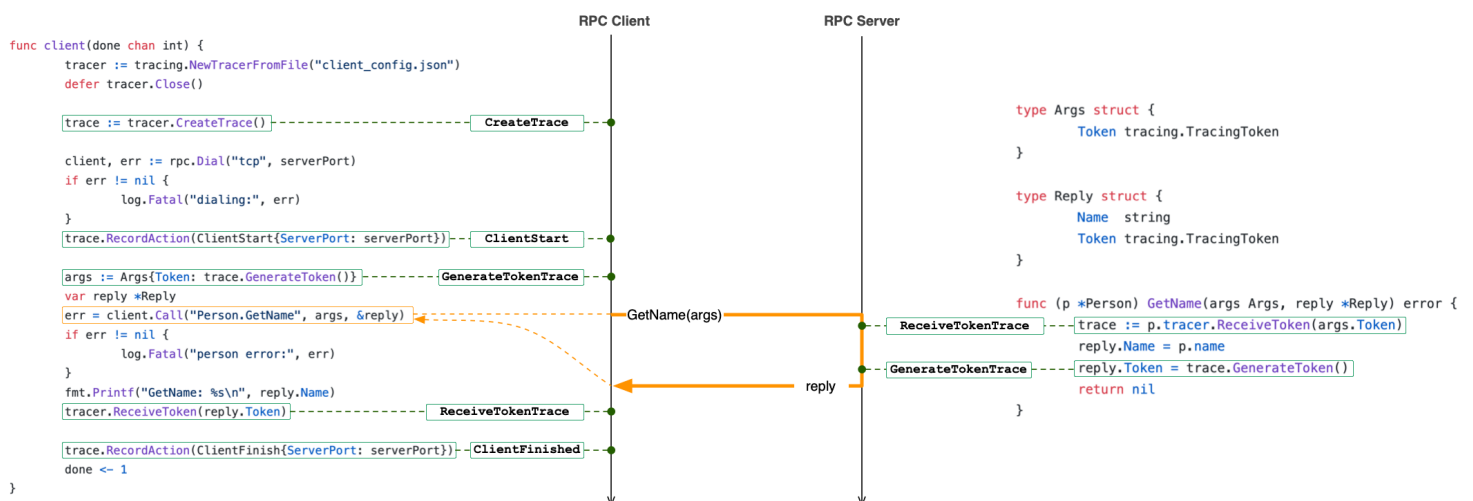 RPC Client
RPC Server
func client(done chan int) {
tracer := tracing.NewTracerFromFile("client_config.json")
defer tracer.Close()
trace := tracer.CreateTrace()
CreateTrace
client, err := rpc.Dial("tcp", serverPort)
if err != nil {
log.Fatal("dialing:", err)
}
trace.RecordAction(ClientStart{ServerPort: serverPort})
ClientStart
args := Args{Token: trace.GenerateToken()}
GenerateTokenTrace
var reply *Reply
err = client.Call("Person.GetName", args, &reply)
GetName(args)
if err != nil {
log.Fatal("person error:", err)
}
reply
fmt.Printf("GetName: %s\n", reply.Name)
tracer.ReceiveToken(reply.Token)
ReceiveTokenTrace
trace.RecordAction(ClientFinish{ServerPort: serverPort})
ClientFinished
done <- 1
}
type Args struct {
Token tracing.TracingToken
}
type Reply struct {
Name string
Token tracing.TracingToken
}
func (p *Person) GetName(args Args, reply *Reply) error {
ReceiveTokenTrace
trace := p.tracer.ReceiveToken(args.Token)
reply.Name = p.name
GenerateTokenTrace
reply.Token = trace.GenerateToken()
return nil
}